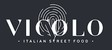 VICOLO
• ITALIAN STREET FOOD •